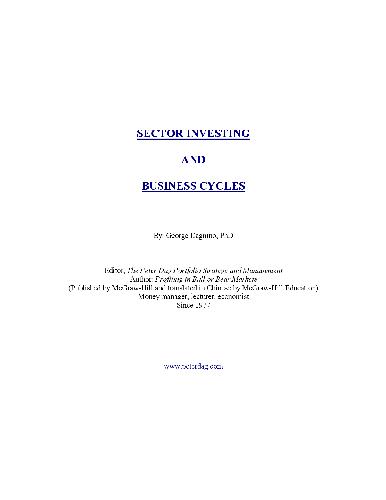 SECTOR INVESTING
AND
BUSINESS CYCLES
By: George Dagnino, PhD
Editor, The Peter Dag Portfolio Strategy and Management
Author: Profiting in Bull or Bear Markets
(Published by McGraw-Hill and translated in Chinese by McGraw-Hill Education)
Money manager, lecturer, economist
Since 1977
www.peterdag.com